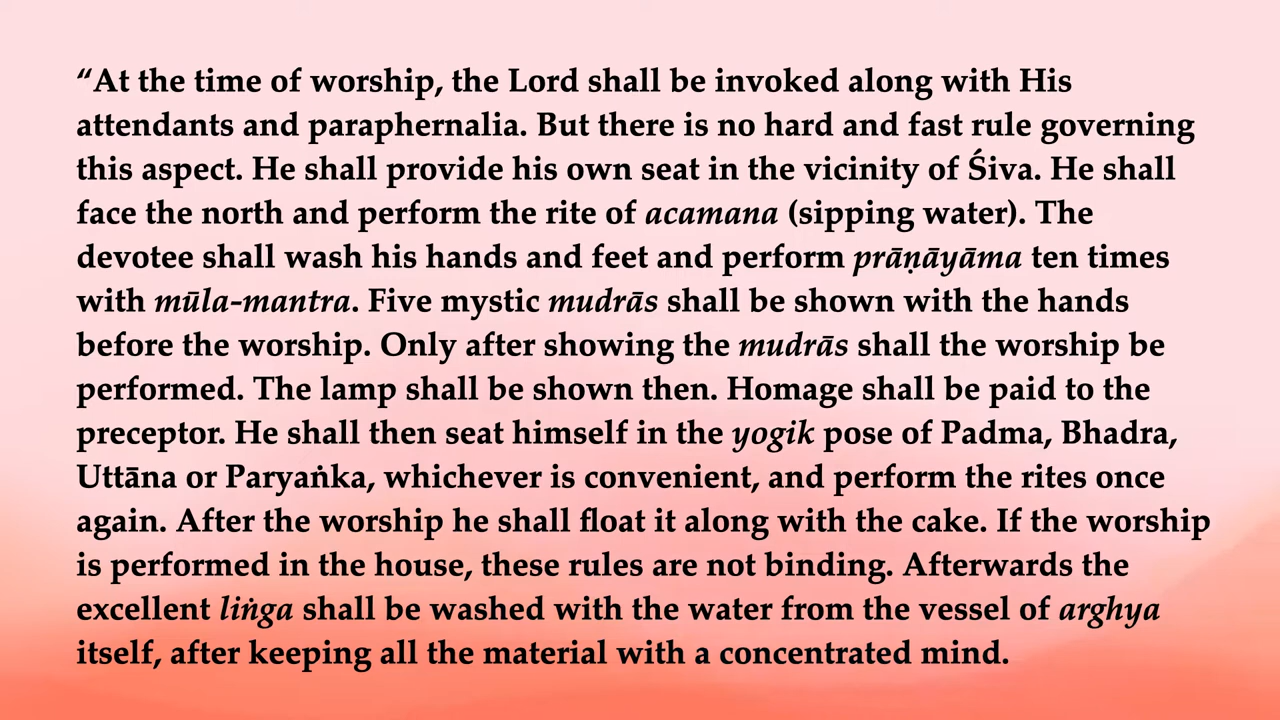 “At the time of worship, the Lord shall be invoked along with His
attendants and paraphernalia. But there is no hard and fast rule governing
this aspect. He shall provide his own seat in the vicinity of Śiva. He shall
face the north and perform the rite of acamana (sipping water). The
devotee shall wash his hands and feet and perform prāṇāyāma ten times
with mūla-mantra. Five mystic mudrās shall be shown with the hands
before the worship. Only after showing the mudrās shall the worship be
performed. The lamp shall be shown then. Homage shall be paid to the
preceptor. He shall then seat himself in the yogik pose of Padma, Bhadra,
Uttāna or Paryaṅka, whichever is convenient, and perform the rites once
again. After the worship he shall float it along with the cake. If the worship
is performed in the house, these rules are not binding. Afterwards the
excellent liṅga shall be washed with the water from the vessel of arghya
itself, after keeping all the material with a concentrated mind.